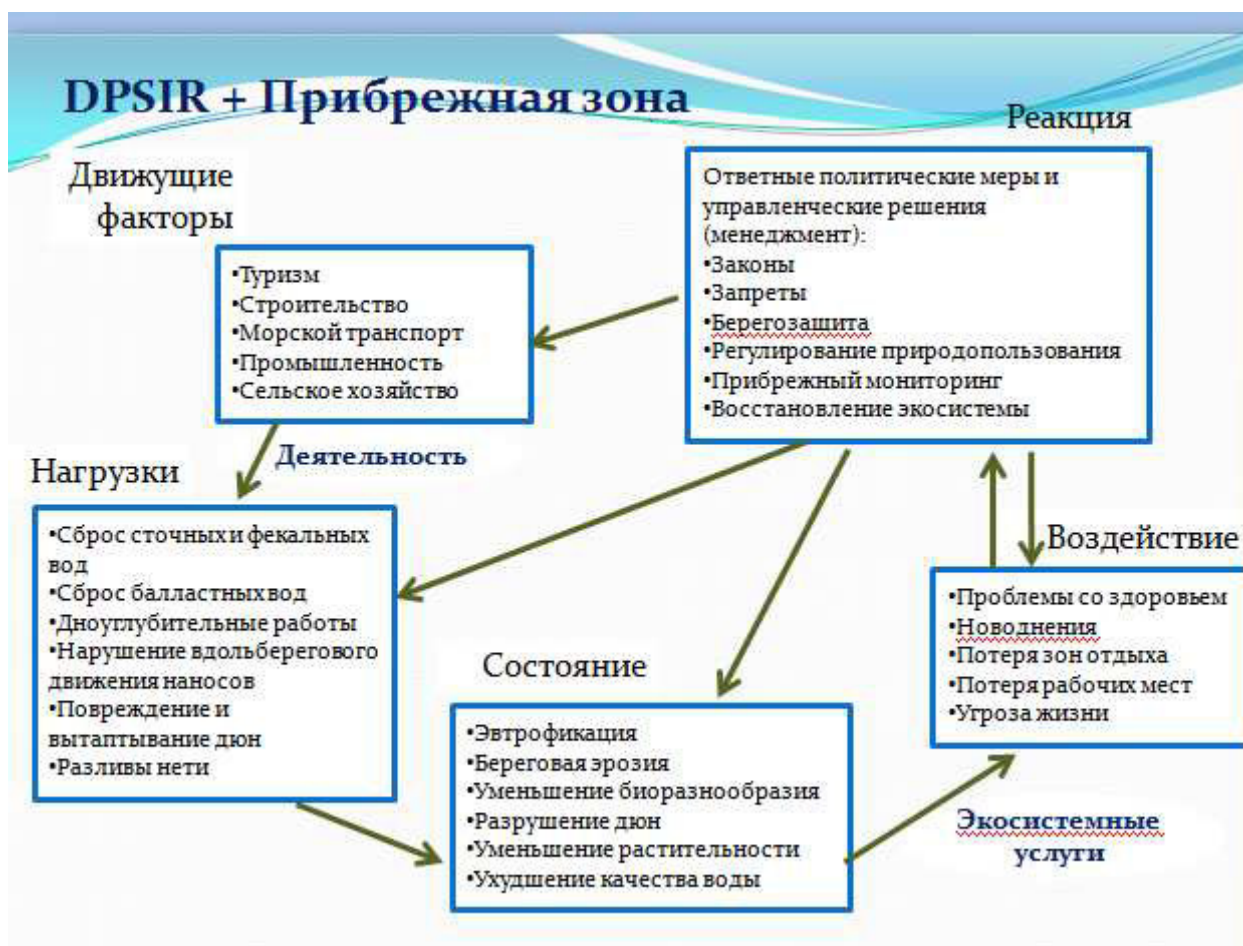 DPSIR + Прибрежная зона
Движущие
факторы
•Туризм
•Строительство
•Морской транспорт
•Промышленность
•Сельское хозяйство
Реакция
Ответные политические меры и
управленческие решения
(менеджмент):
•Законы
•Запреты
•Берегозашита
•Регулирование природопользования
•Прибрежный мониторинг
•Восстановление экосистемы
Деятельность
Нагрузки
•Сброс сточных и фекальных
вод
•Сброс балластных вод
•Дноуглубительные работы
•Нарушение вдольберегового
движения наносов
•Повреждение и
вытаптывание дюн
•Разливы нети
Состояние
•Эвтрофикация
•Береговая эрозия
•Уменьшение биоразнообразия
•Разрушение дюн
•Уменьшение растительности
•Ухудшение качества воды
Воздействие
•Проблемы со здоровьем
•Новоднения
•Потеря зон отдыха
•Потеря рабочих мест
•Угроза жизни
Экосистемные
услуги